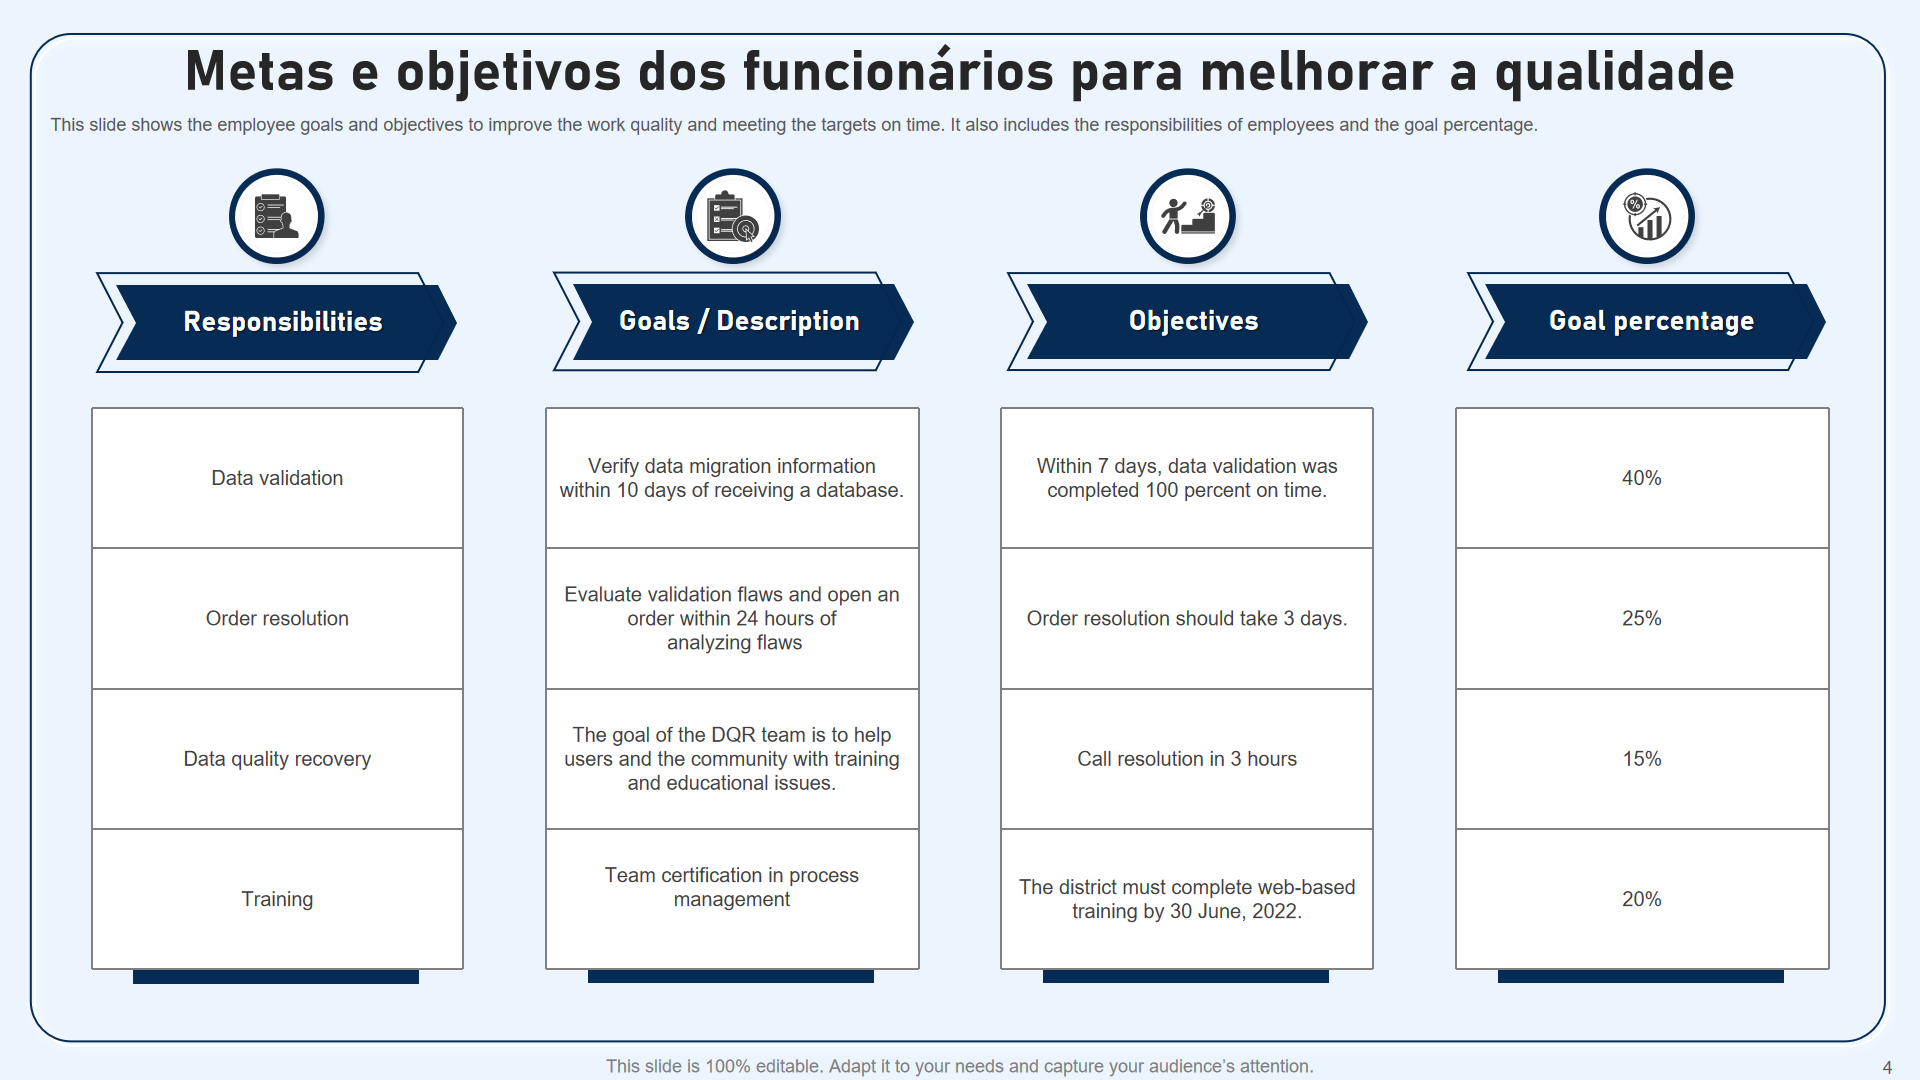 Metas e objetivos dos funcionários para melhorar a qualidade
This slide shows the employee goals and objectives to improve the work quality and meeting the targets on time. It also includes the responsibilities of employees and the goal percentage.
Responsibilities
Goals / Description
Objectives
Goal percentage
Data validation
Verify data migration information
within 10 days of receiving a database.
Within 7 days, data validation was
completed 100 percent on time.
40%
Order resolution
Evaluate validation flaws and open an
order within 24 hours of
analyzing flaws
Order resolution should take 3 days.
25%
Data quality recovery
The goal of the DQR team is to help
users and the community with training
and educational issues.
Call resolution in 3 hours
15%
Training
Team certification in process
management
The district must complete web-based
training by 30 June, 2022.
20%
This slide is 100% editable. Adapt it to your needs and capture your audience’s attention.
4